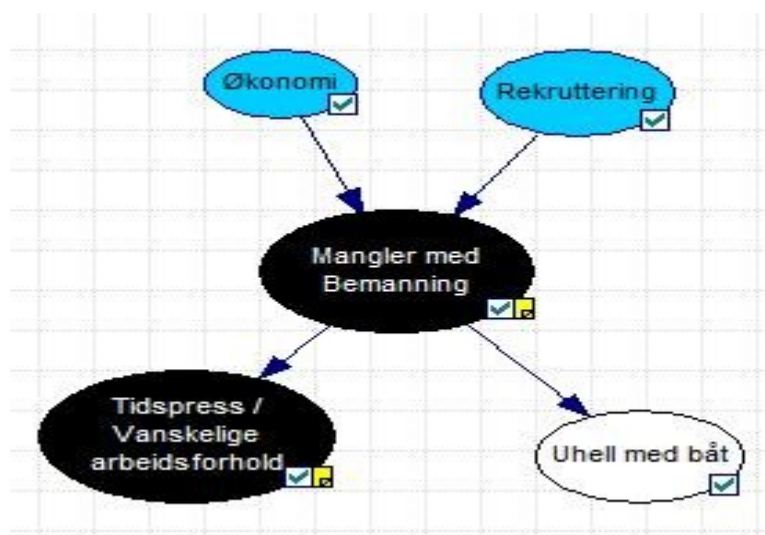 Økonomi
Rekruttering
Mangler med
Bemanning
Tidspress /
Vanskelige
arbeidsforhold
Uhell med båt